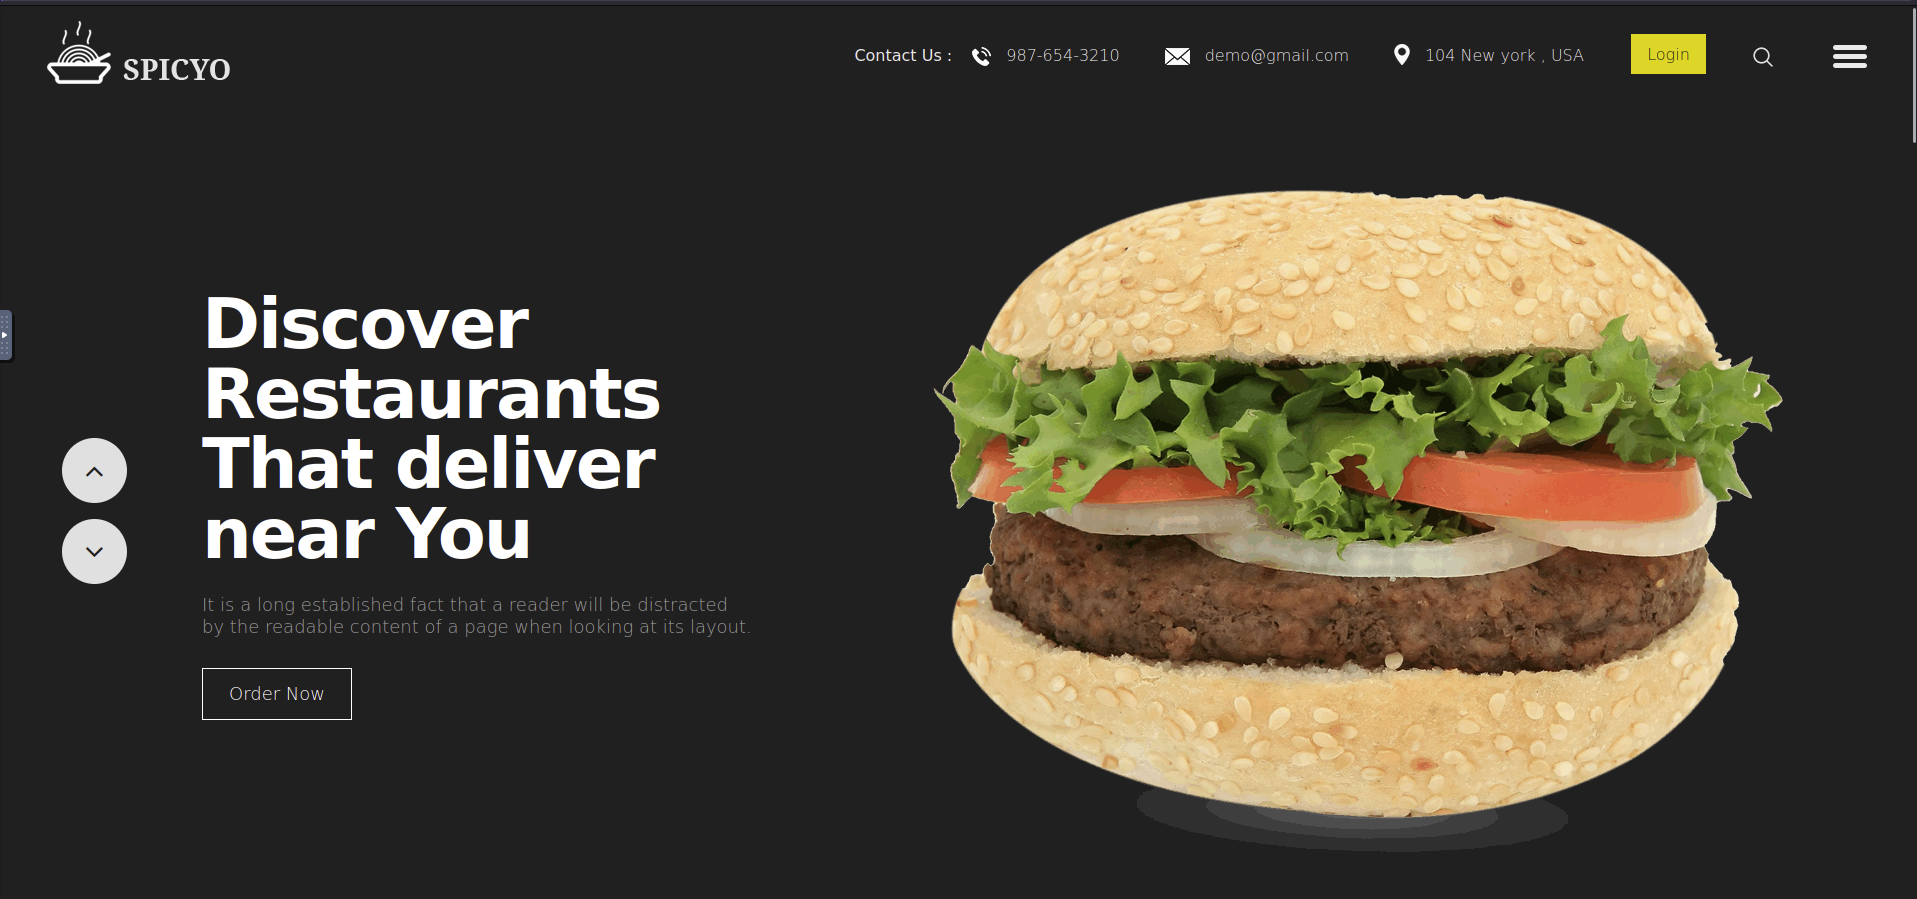 SPICYO
Contact Us : 987-654-3210 demo@gmail.com 104 New york , USA Login
Discover
Restaurants
That deliver
near You
It is a long established fact that a reader will be distracted
by the readable content of a page when looking at its layout.
Order Now